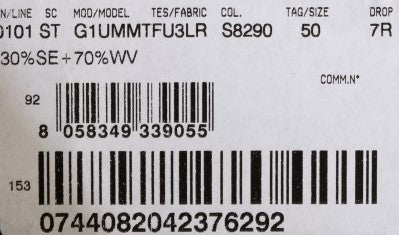 N/LINE SC MOD/MODEL TES/FABRIC COL. TAG/SIZE DROP
0101 ST G1UMMTFU3LR S8290 50 7R
30%SE+70%WV
COMM.N°
92
8 058349 339055
153
0744082042376292